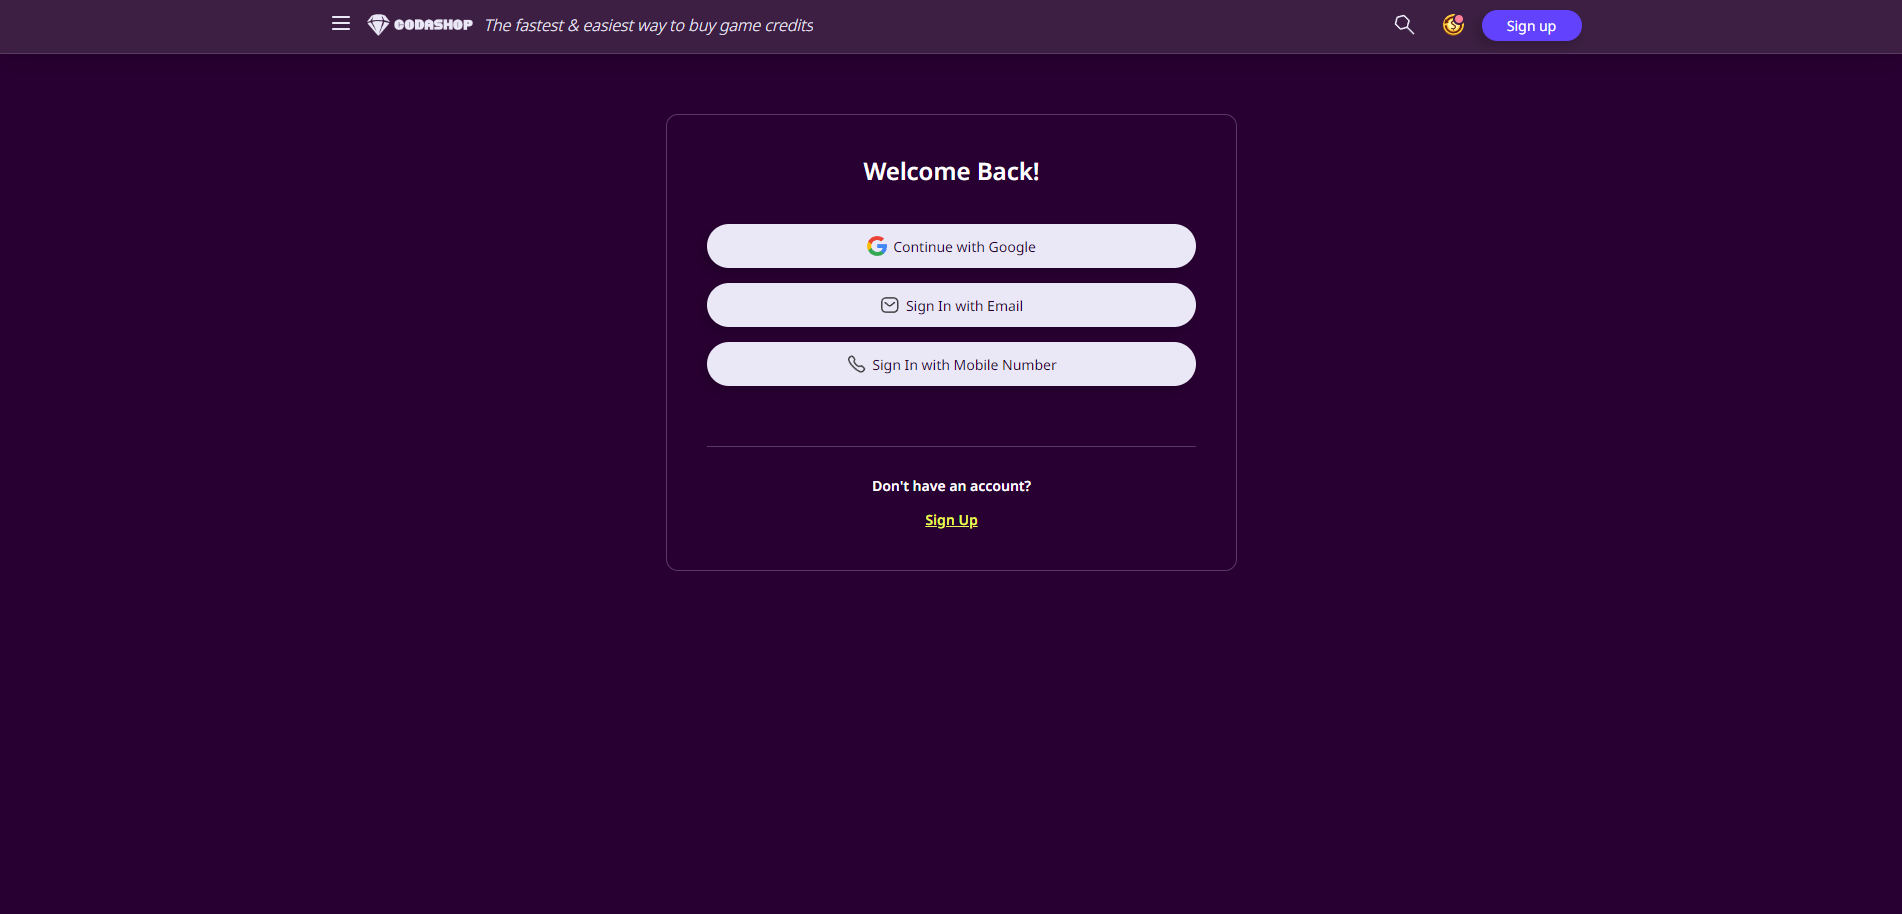 CODASHOP The fastest & easiest way to buy game credits
Sign up
Welcome Back!
Continue with Google
Sign In with Email
Sign In with Mobile Number
Don't have an account?
Sign Up